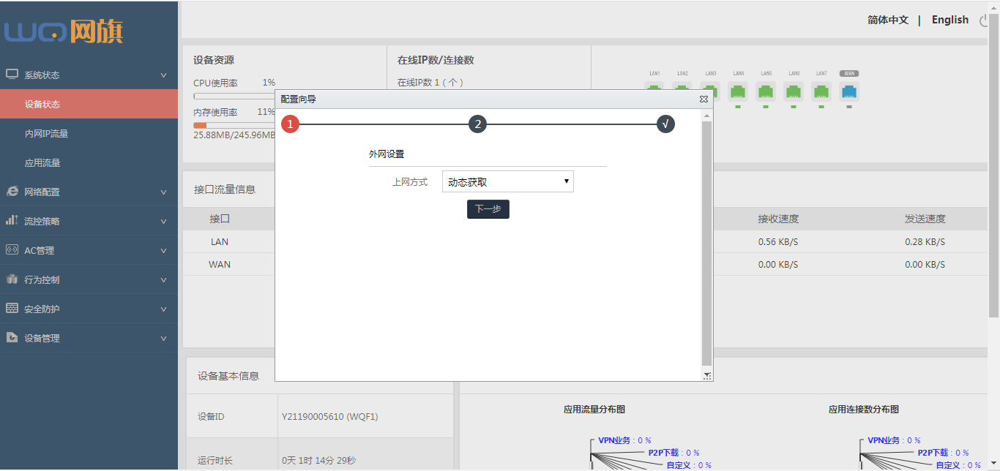 简体中文 | English
WQ网旗
系统状态
设备状态
内网IP流量
应用流量
网络配置
流控策略
AC管理
行为控制
安全防护
设备管理
设备资源
CPU使用率 1%
内存使用率 11%
25.88MB/245.96MB
在线IP数/连接数
在线IP数 1（个）
LAN1 LAN2 LAN3 LAN4 LAN5 LAN6 LAN7 WAN
配置向导
1 2 √
外网设置
上网方式 动态获取
下一步
接口流量信息
接口 接收速度 发送速度
LAN 0.56 KB/S 0.28 KB/S
WAN 0.00 KB/S 0.00 KB/S
设备基本信息
设备ID Y21190005610 (WQF1)
运行时长 0天 1时 14分 29秒
应用流量分布图
VPN业务 : 0 %
P2P下载 : 0 %
自定义 : 0 %
应用连接数分布图
VPN业务 : 0 %
P2P下载 : 0 %
自定义 : 0 %